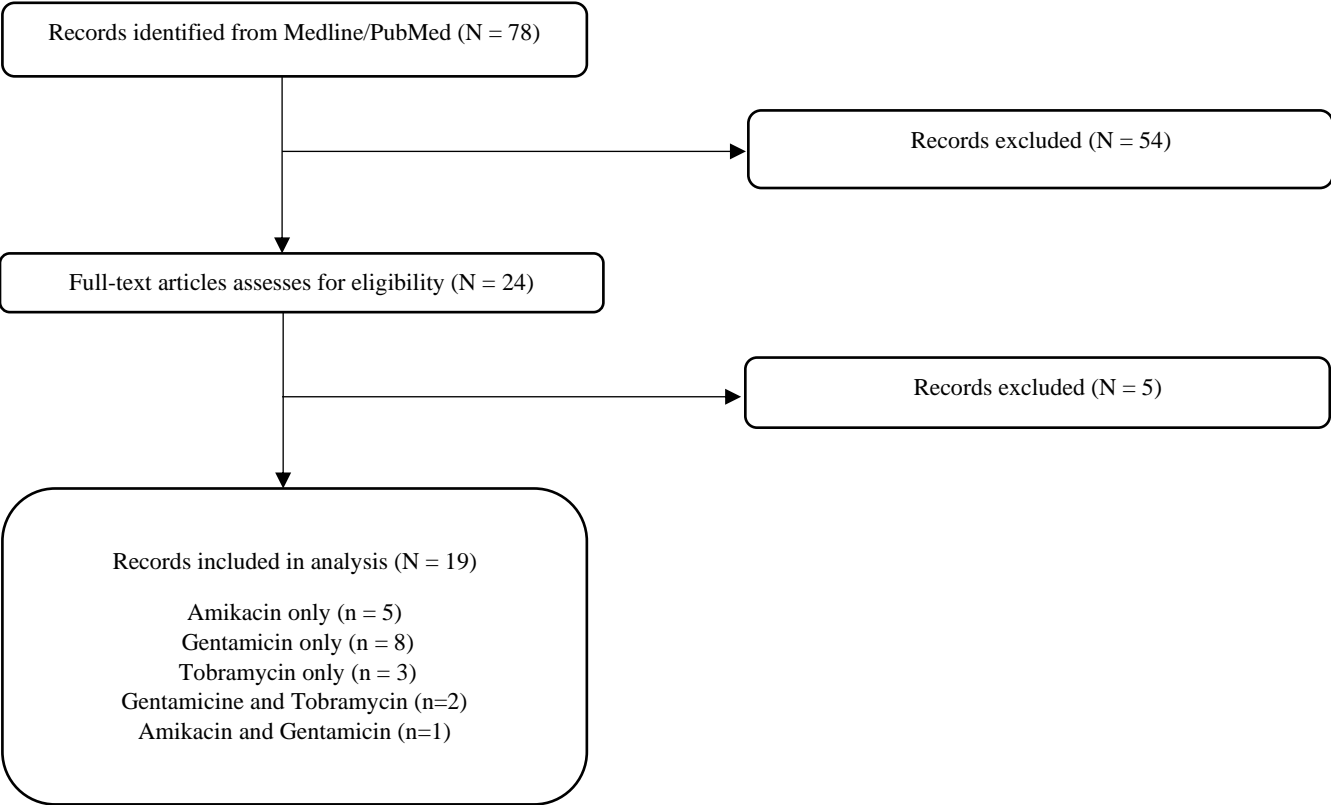 Records identified from Medline/PubMed (N = 78)
Records excluded (N = 54)
Full-text articles assesses for eligibility (N = 24)
Records excluded (N = 5)
Records included in analysis (N = 19)
Amikacin only (n = 5)
Gentamicin only (n = 8)
Tobramycin only (n = 3)
Gentamicine and Tobramycin (n=2)
Amikacin and Gentamicin (n=1)